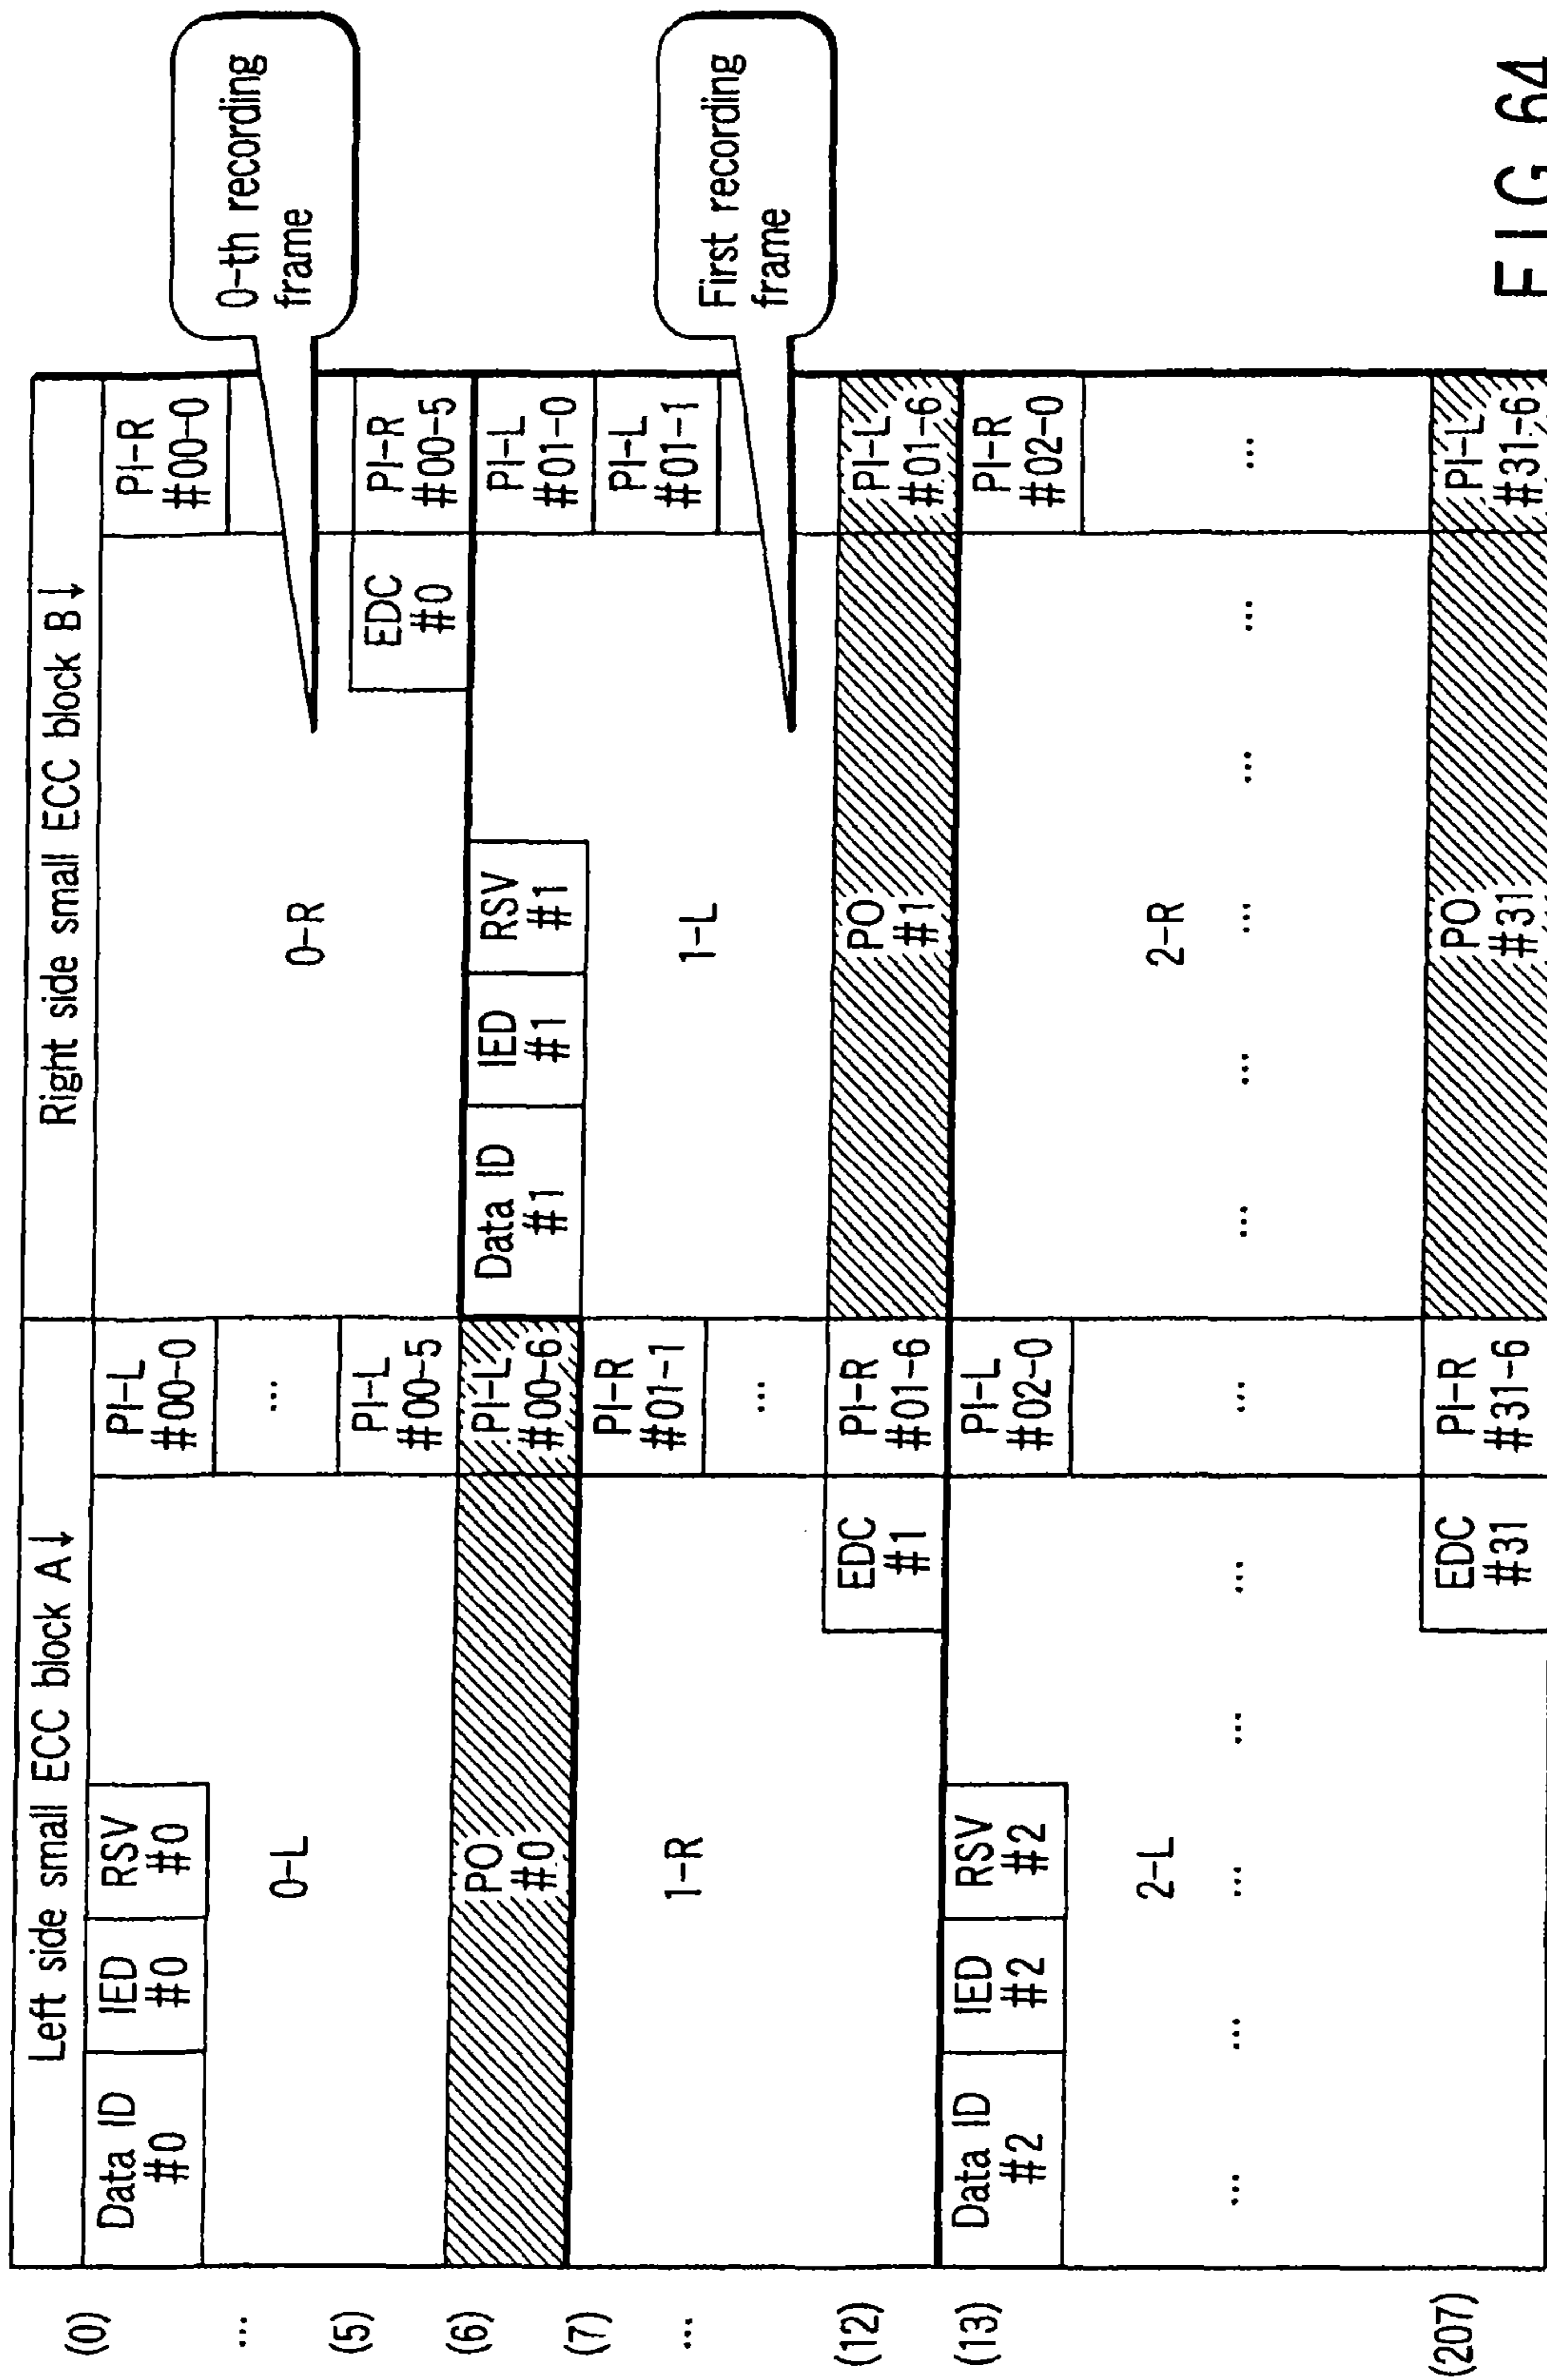 Left side small ECC block A↓
Right side small ECC block B↓
(0)
Data ID
#0
IED
#0
RSV
#0
PI-L
#00-0
PI-R
#00-0
...
0-L
...
0-R
0-th recording
frame
(5)
PI-L
#00-5
EDC
#0
PI-R
#00-5
(6)
PO
#0
PI-L
#00-6
Data ID
#1
IED
#1
RSV
#1
PI-L
#01-0
(7)
PI-R
#01-1
PI-L
#01-1
...
1-R
...
1-L
First recording
frame
(12)
EDC
#1
PI-R
#01-6
PO
#1
PI-L
#01-6
(13)
Data ID
#2
IED
#2
RSV
#2
PI-L
#02-0
PI-R
#02-0
2-L
2-R
... ... ... ... ... ... ... ... ... ... ... ...
(207)
EDC
#31
PI-R
#31-6
PO
#31
PI-L
#31-6
FIG. 64